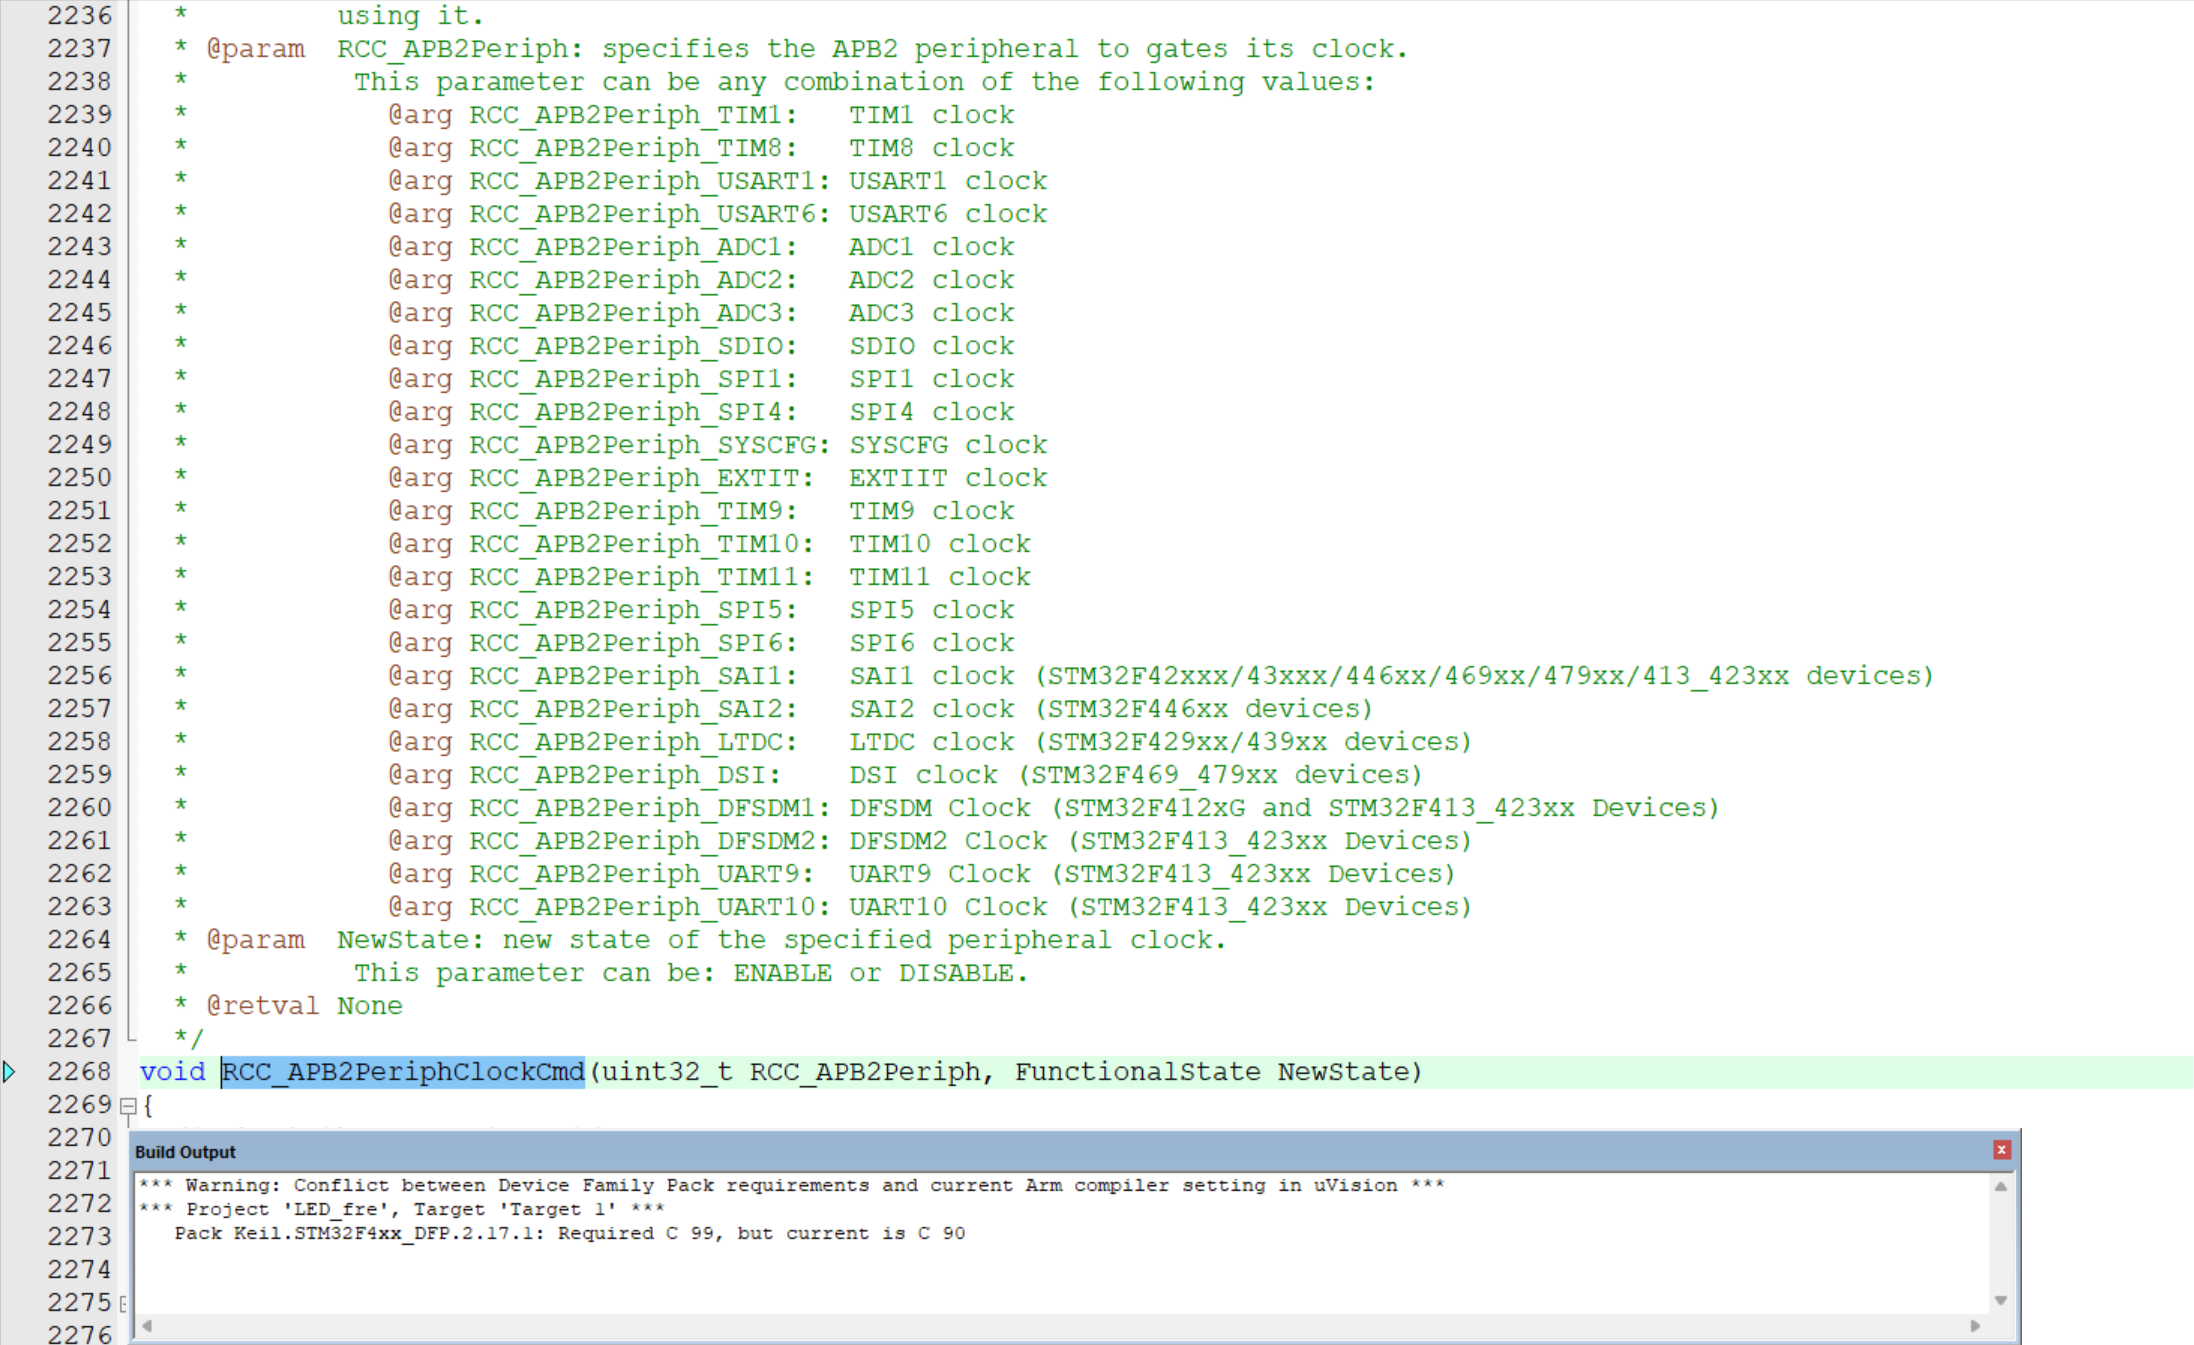 2236 * using it.
2237 * @param RCC_APB2Periph: specifies the APB2 peripheral to gates its clock.
2238 * This parameter can be any combination of the following values:
2239 * @arg RCC_APB2Periph_TIM1: TIM1 clock
2240 * @arg RCC_APB2Periph_TIM8: TIM8 clock
2241 * @arg RCC_APB2Periph_USART1: USART1 clock
2242 * @arg RCC_APB2Periph_USART6: USART6 clock
2243 * @arg RCC_APB2Periph_ADC1: ADC1 clock
2244 * @arg RCC_APB2Periph_ADC2: ADC2 clock
2245 * @arg RCC_APB2Periph_ADC3: ADC3 clock
2246 * @arg RCC_APB2Periph_SDIO: SDIO clock
2247 * @arg RCC_APB2Periph_SPI1: SPI1 clock
2248 * @arg RCC_APB2Periph_SPI4: SPI4 clock
2249 * @arg RCC_APB2Periph_SYSCFG: SYSCFG clock
2250 * @arg RCC_APB2Periph_EXTIT: EXTIIT clock
2251 * @arg RCC_APB2Periph_TIM9: TIM9 clock
2252 * @arg RCC_APB2Periph_TIM10: TIM10 clock
2253 * @arg RCC_APB2Periph_TIM11: TIM11 clock
2254 * @arg RCC_APB2Periph_SPI5: SPI5 clock
2255 * @arg RCC_APB2Periph_SPI6: SPI6 clock
2256 * @arg RCC_APB2Periph_SAI1: SAI1 clock (STM32F42xxx/43xxx/446xx/469xx/479xx/413_423xx devices)
2257 * @arg RCC_APB2Periph_SAI2: SAI2 clock (STM32F446xx devices)
2258 * @arg RCC_APB2Periph_LTDC: LTDC clock (STM32F429xx/439xx devices)
2259 * @arg RCC_APB2Periph_DSI: DSI clock (STM32F469_479xx devices)
2260 * @arg RCC_APB2Periph_DFSDM1: DFSDM Clock (STM32F412xG and STM32F413_423xx Devices)
2261 * @arg RCC_APB2Periph_DFSDM2: DFSDM2 Clock (STM32F413_423xx Devices)
2262 * @arg RCC_APB2Periph_UART9: UART9 Clock (STM32F413_423xx Devices)
2263 * @arg RCC_APB2Periph_UART10: UART10 Clock (STM32F413_423xx Devices)
2264 * @param NewState: new state of the specified peripheral clock.
2265 * This parameter can be: ENABLE or DISABLE.
2266 * @retval None
2267 */
2268 void RCC_APB2PeriphClockCmd(uint32_t RCC_APB2Periph, FunctionalState NewState)
2269 {
2270
2271
2272
2273
2274
2275
2276
Build Output
*** Warning: Conflict between Device Family Pack requirements and current Arm compiler setting in uVision ***
*** Project 'LED_fre', Target 'Target 1' ***
Pack Keil.STM32F4xx_DFP.2.17.1: Required C 99, but current is C 90